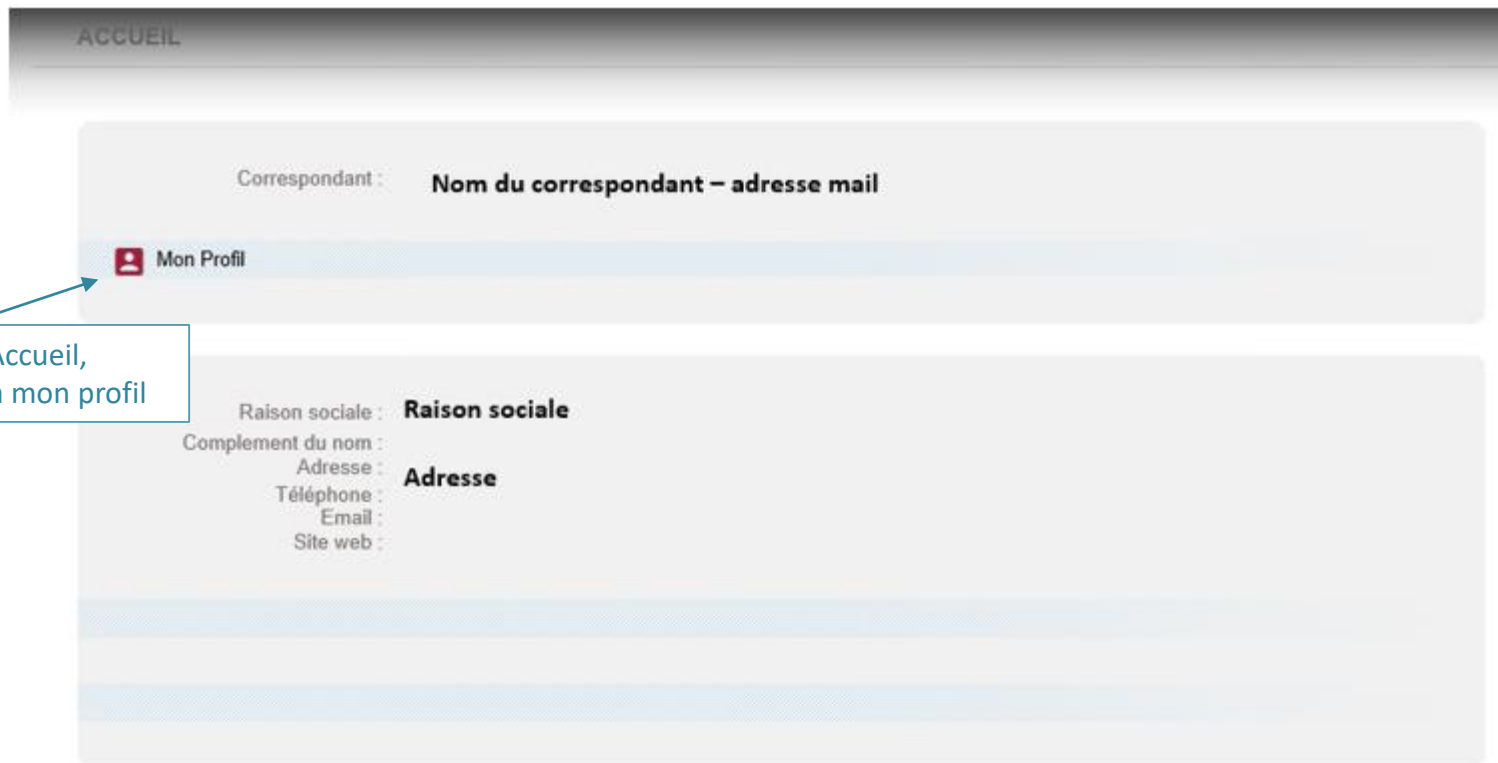 ACCUEIL
Correspondant : Nom du correspondant – adresse mail
Mon Profil
Accueil,
mon profil
Raison sociale : Raison sociale
Complement du nom :
Adresse : Adresse
Téléphone :
Email :
Site web :